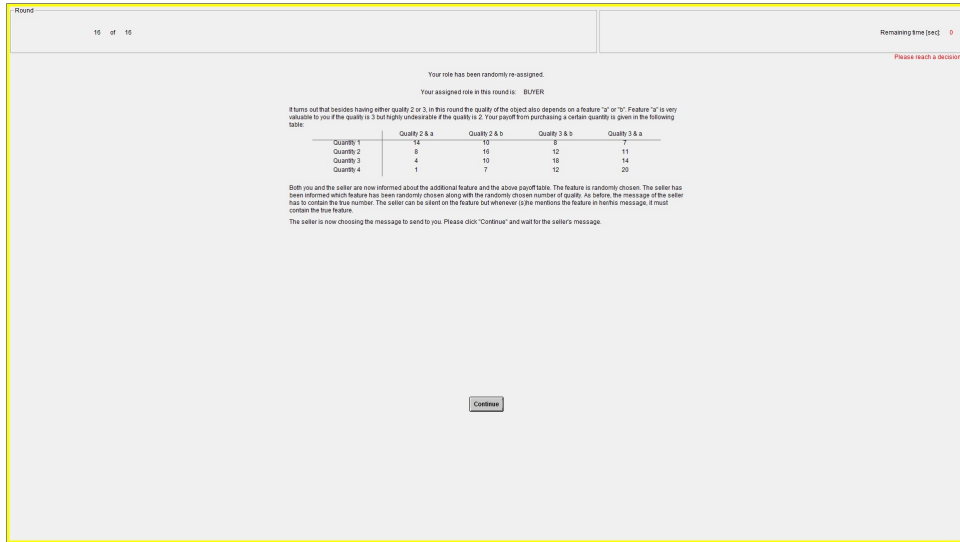 Round
16 of 16
Remaining time [sec]: 0
Please reach a decision
Your role has been randomly re-assigned.
Your assigned role in this round is: BUYER
It turns out that besides having either quality 2 or 3, in this round the quality of the object also depends on a feature "a" or "b". Feature "a" is very
valuable to you if the quality is 3 but highly undesirable if the quality is 2. Your payoff from purchasing a certain quantity is given in the following
table:
Quality 2 & a Quality 2 & b Quality 3 & b Quality 3 & a
Quantity 1 14 10 8 7
Quantity 2 8 16 12 11
Quantity 3 4 10 18 14
Quantity 4 1 7 12 20
Both you and the seller are now informed about the additional feature and the above payoff table. The feature is randomly chosen. The seller has
been informed which feature has been randomly chosen along with the randomly chosen number of quality. As before, the message of the seller
has to contain the true number. The seller can be silent on the feature but whenever (s)he mentions the feature in her/his message, it must
contain the true feature.
The seller is now choosing the message to send to you. Please click "Continue" and wait for the seller's message.
Continue